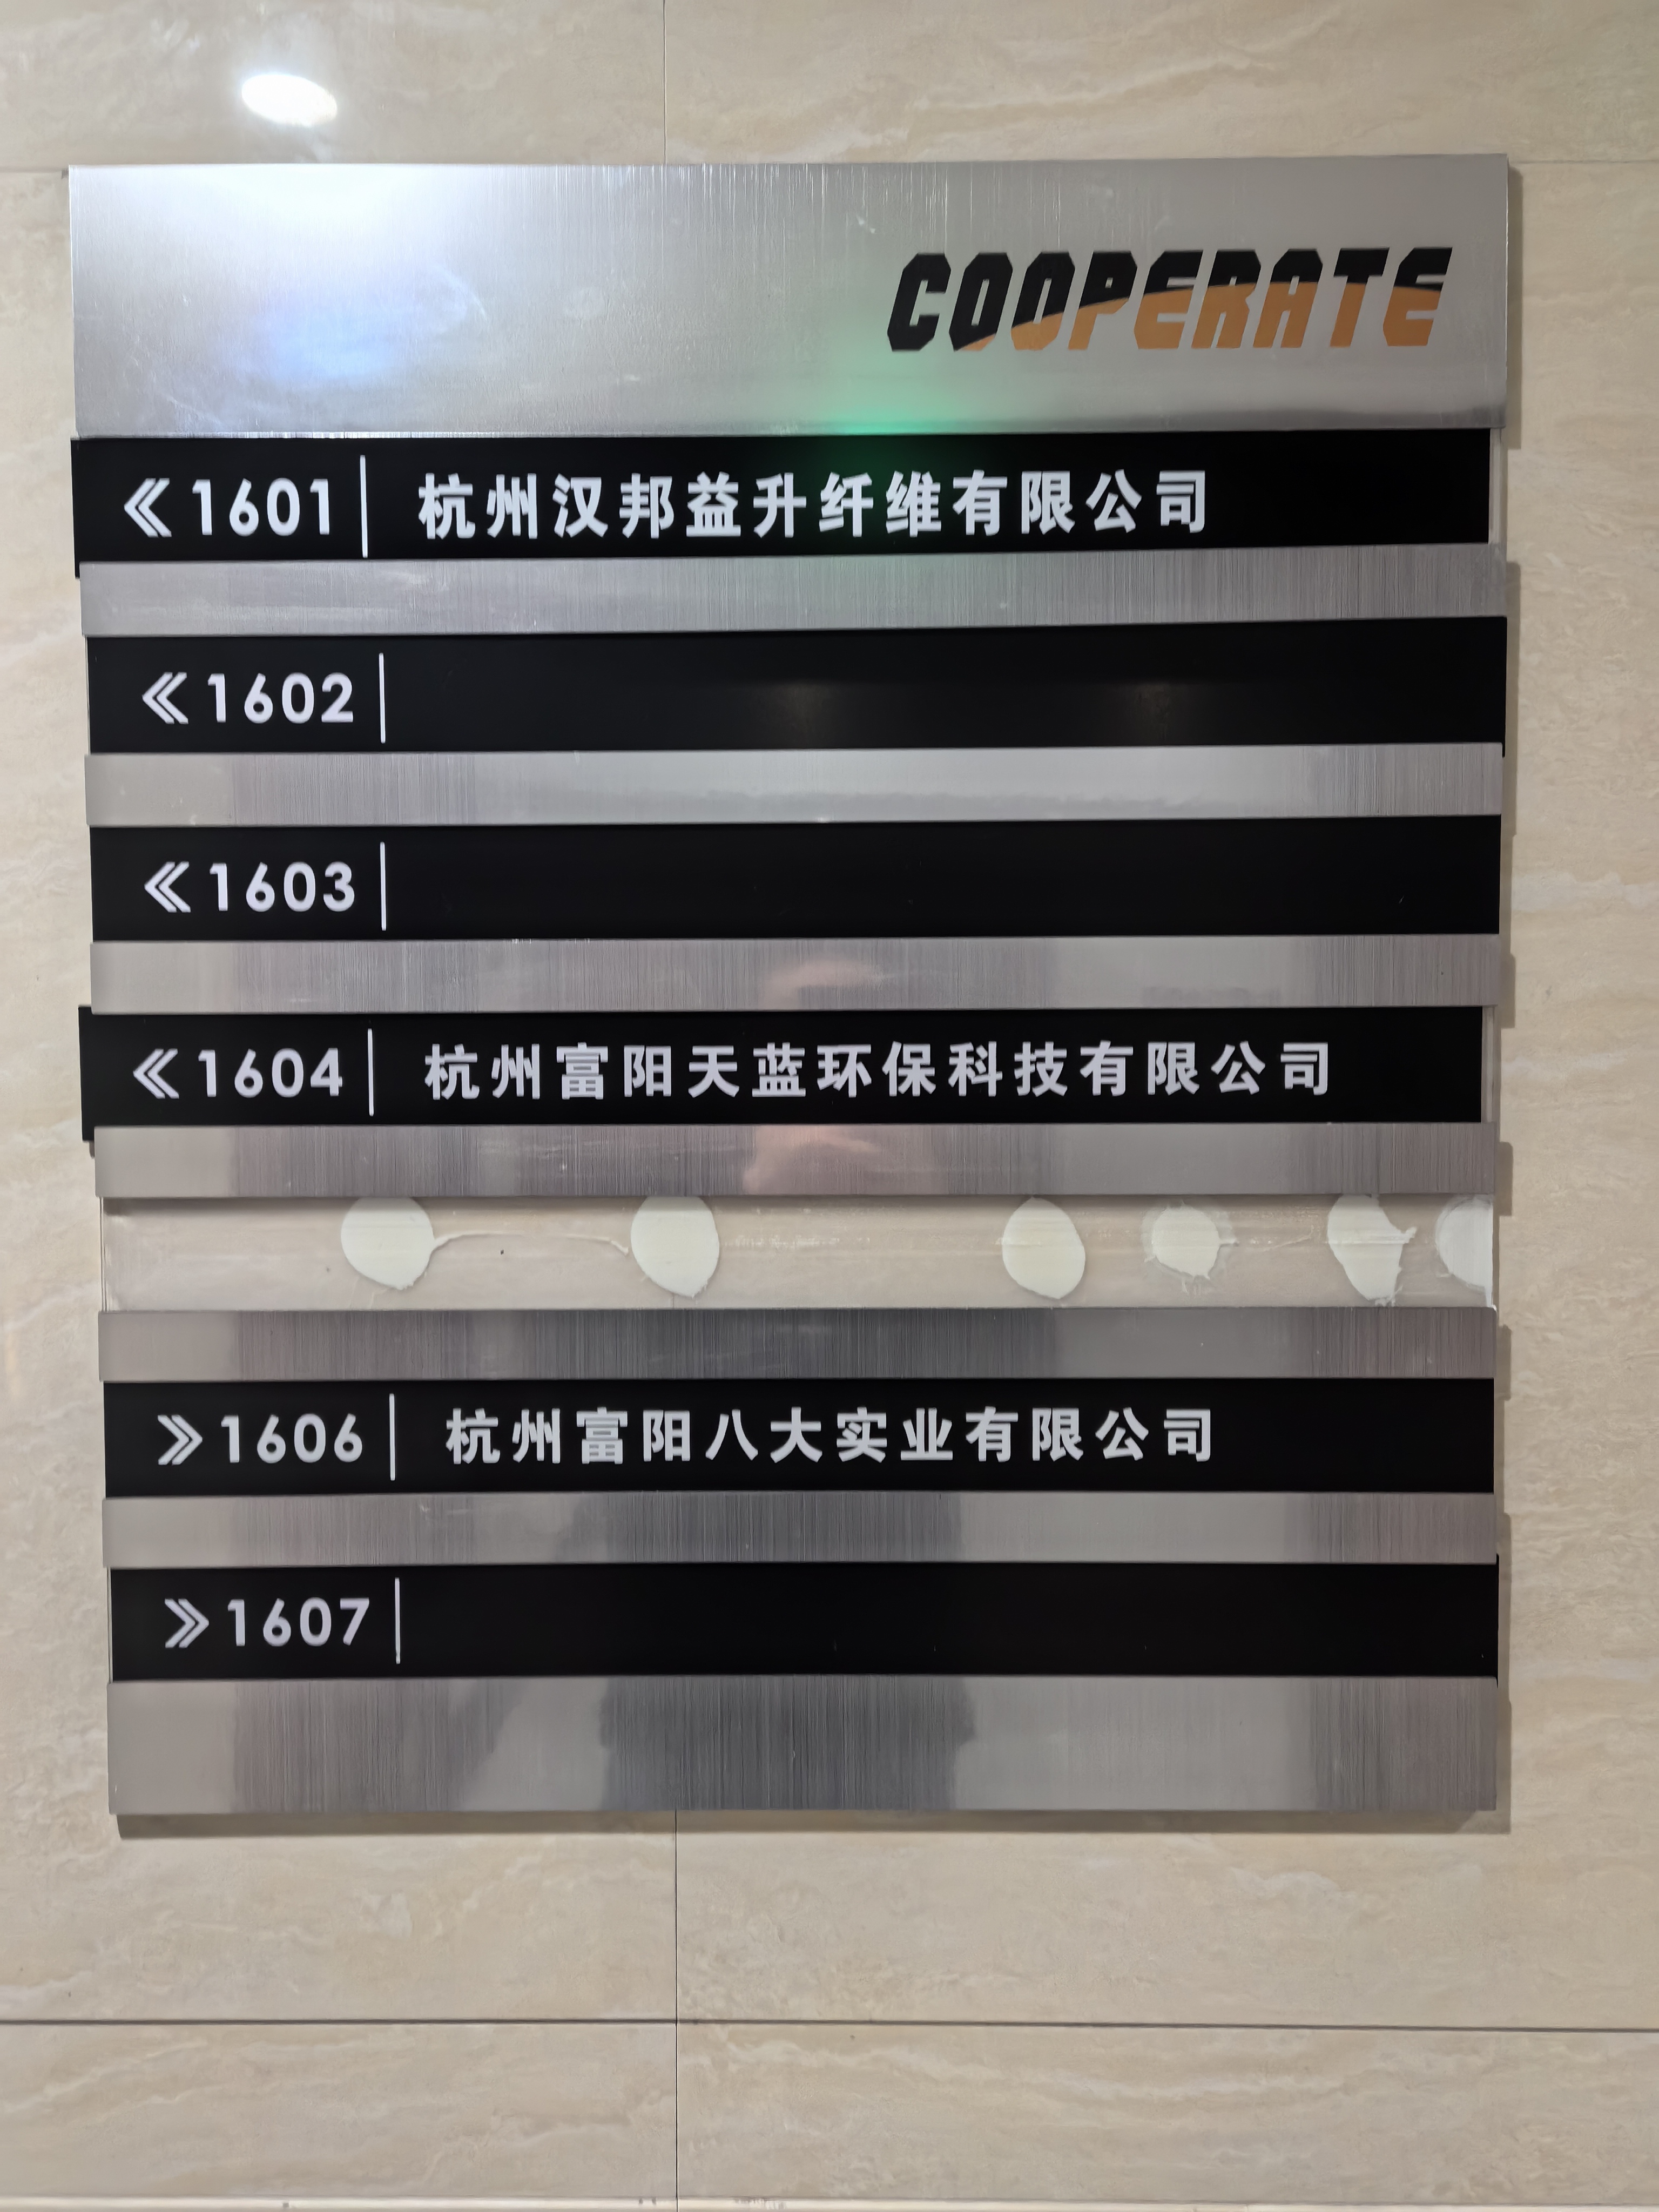 COOPERATE
《1601 | 杭州汉邦益升纤维有限公司
《1602 |
《1603 |
《1604 | 杭州富阳天蓝环保科技有限公司
》1606 | 杭州富阳八大实业有限公司
》1607 |